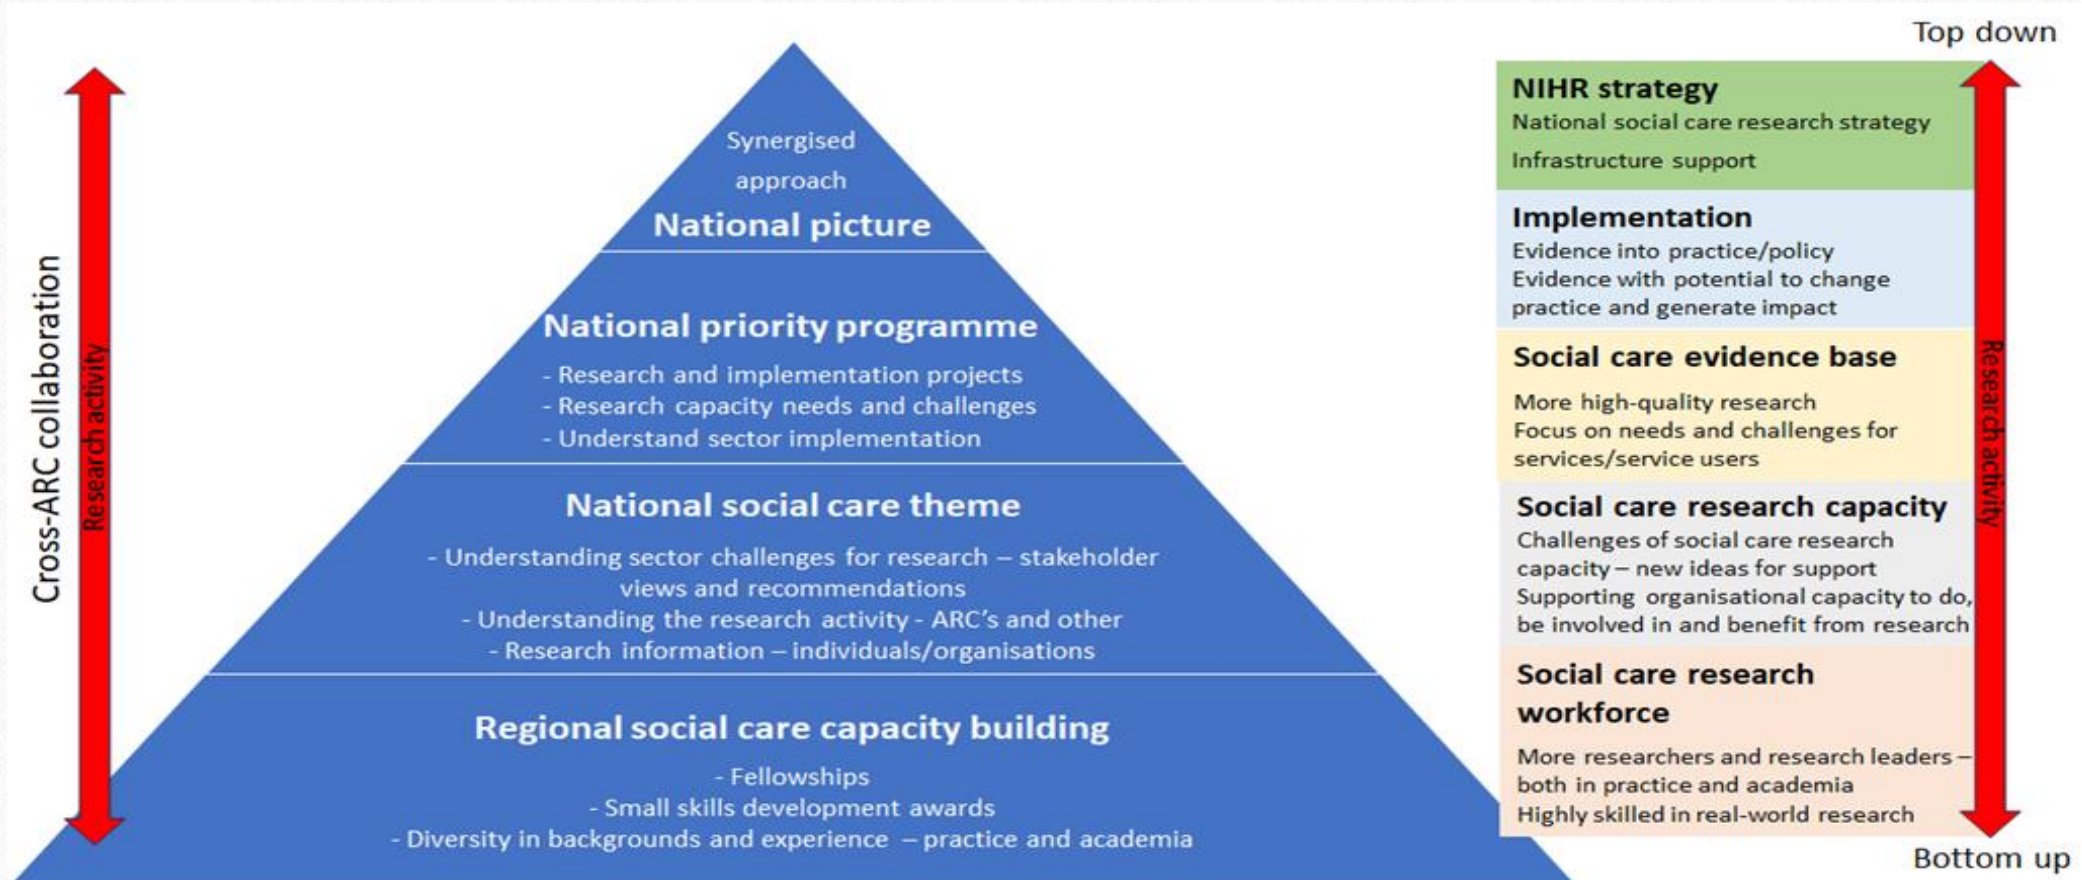 Cross-ARC collaboration
Research activity
Synergised
approach
National picture
National priority programme
- Research and implementation projects
- Research capacity needs and challenges
- Understand sector implementation
National social care theme
- Understanding sector challenges for research – stakeholder
views and recommendations
- Understanding the research activity - ARC's and other
- Research information – individuals/organisations
Regional social care capacity building
- Fellowships
- Small skills development awards
- Diversity in backgrounds and experience – practice and academia
Top down
NIHR strategy
National social care research strategy
Infrastructure support
Implementation
Evidence into practice/policy
Evidence with potential to change
practice and generate impact
Social care evidence base
More high-quality research
Focus on needs and challenges for
services/service users
Social care research capacity
Challenges of social care research
capacity – new ideas for support
Supporting organisational capacity to do,
be involved in and benefit from research
Social care research
workforce
More researchers and research leaders –
both in practice and academia
Highly skilled in real-world research
Research activity
Bottom up